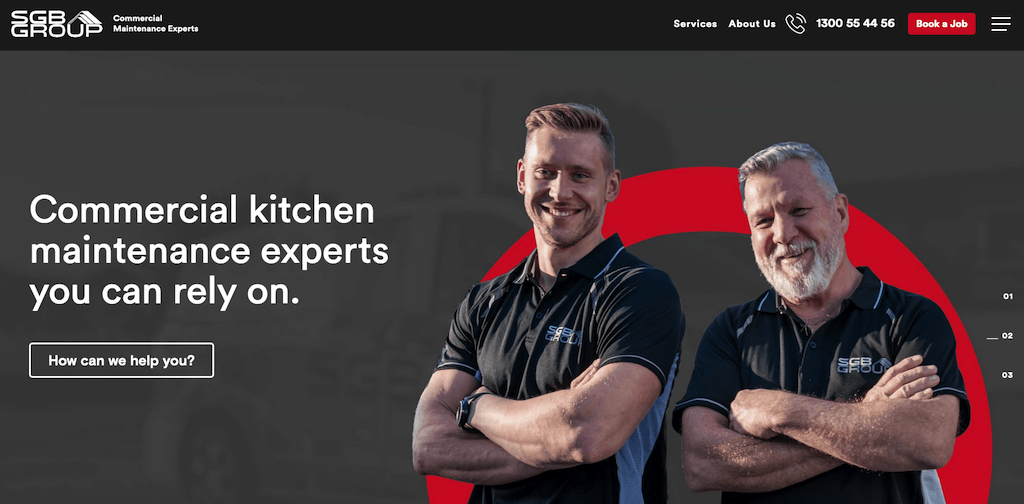 SGB
GROUP
Commercial
Maintenance Experts
Services
About Us
1300 55 44 56
Book a Job
Commercial kitchen
maintenance experts
you can rely on.
How can we help you?
SGB
GROUP
SGB
GROUP
01
02
03